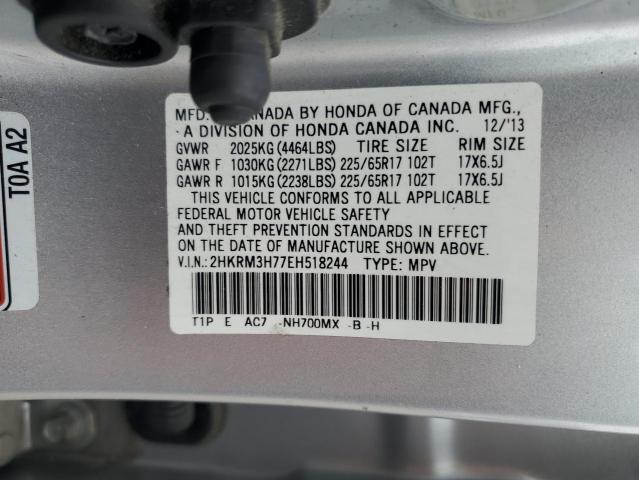 MFD. CANADA BY HONDA OF CANADA MFG.,
A DIVISION OF HONDA CANADA INC. 12/'13
GVWR 2025KG (4464LBS) TIRE SIZE RIM SIZE
GAWR F 1030KG (2271LBS) 225/65R17 102T 17X6.5J
GAWR R 1015KG (2238LBS) 225/65R17 102T 17X6.5J
THIS VEHICLE CONFORMS TO ALL APPLICABLE
FEDERAL MOTOR VEHICLE SAFETY
AND THEFT PREVENTION STANDARDS IN EFFECT
ON THE DATE OF MANUFACTURE SHOWN ABOVE.
V.I.N.: 2HKRM3H77EH518244 TYPE: MPV
T1P E AC7 -NH700MX -B -H
T0A A2